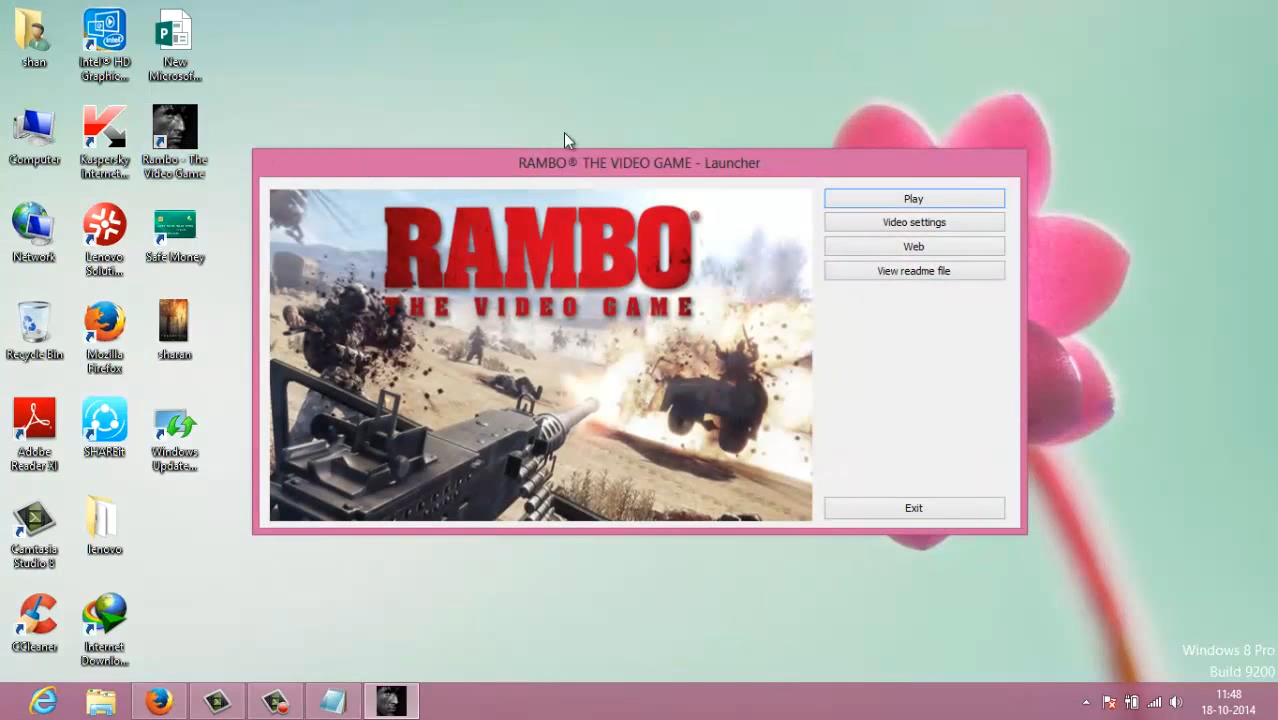 shan
Intel® HD
Graphic...
New
Microsoft...
Computer
Kaspersky
Internet...
Rambo - The
Video Game
Network
Lenovo
Soluti...
Safe Money
Recycle Bin
Mozilla
Firefox
sharan
Adobe
Reader XI
SHAREit
Windows
Update...
Camtasia
Studio 8
lenovo
CCleaner
Internet
Downlo...
RAMBO® THE VIDEO GAME - Launcher
RAMBO®
THE VIDEO GAME
Play
Video settings
Web
View readme file
Exit
Windows 8 Pro
Build 9200
11:48
18-10-2014